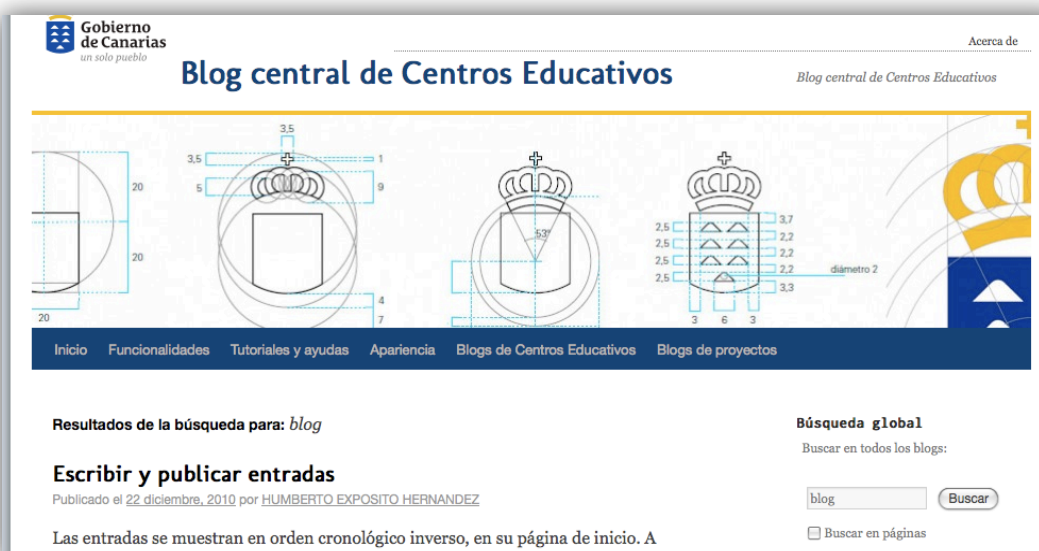 Gobierno
de Canarias
un solo pueblo
Acerca de
Blog central de Centros Educativos
Blog central de Centros Educativos
3,5
3,5
1
5
9
20
20
20
4
7
53º
2,5
2,5
2,5
2,5
3,7
2,2
2,2
2,2
3,3
diámetro 2
3 6 3
Inicio Funcionalidades Tutoriales y ayudas Apariencia Blogs de Centros Educativos Blogs de proyectos
Resultados de la búsqueda para: blog
Escribir y publicar entradas
Publicado el 22 diciembre, 2010 por HUMBERTO EXPOSITO HERNANDEZ
Las entradas se muestran en orden cronológico inverso, en su página de inicio. A
Búsqueda global
Buscar en todos los blogs:
blog Buscar
Buscar en páginas